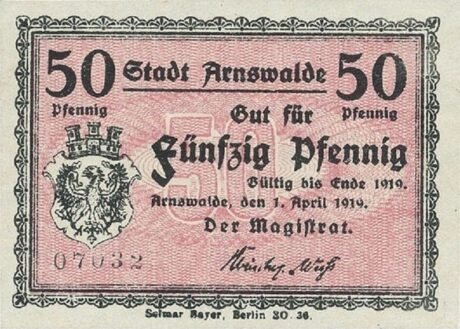 50 Stadt Arnswalde 50
Pfennig Pfennig
Gut für
Fünfzig Pfennig
Gültig bis Ende 1919.
Arnswalde, den 1. April 1919.
Der Magistrat.
07032
Selmar Bayer, Berlin SO. 36.